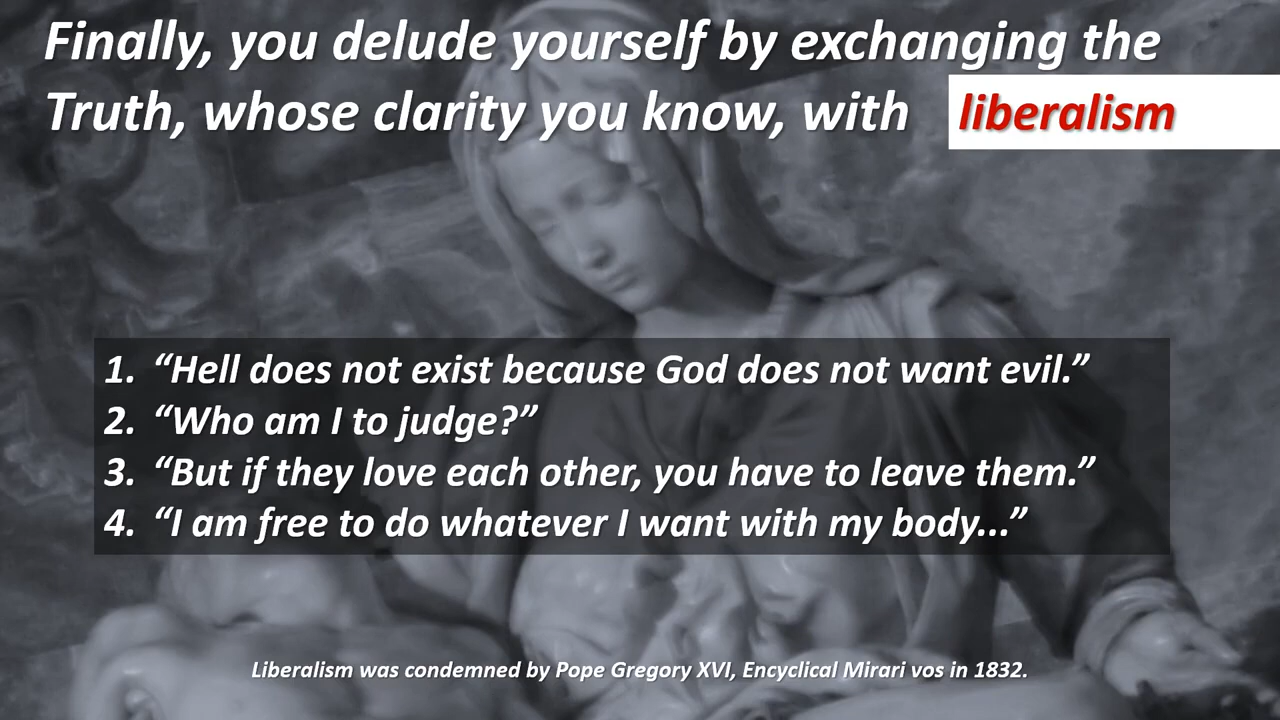 Finally, you delude yourself by exchanging the
Truth, whose clarity you know, with liberalism
1. “Hell does not exist because God does not want evil.”
2. “Who am I to judge?”
3. “But if they love each other, you have to leave them.”
4. “I am free to do whatever I want with my body...”
Liberalism was condemned by Pope Gregory XVI, Encyclical Mirari vos in 1832.